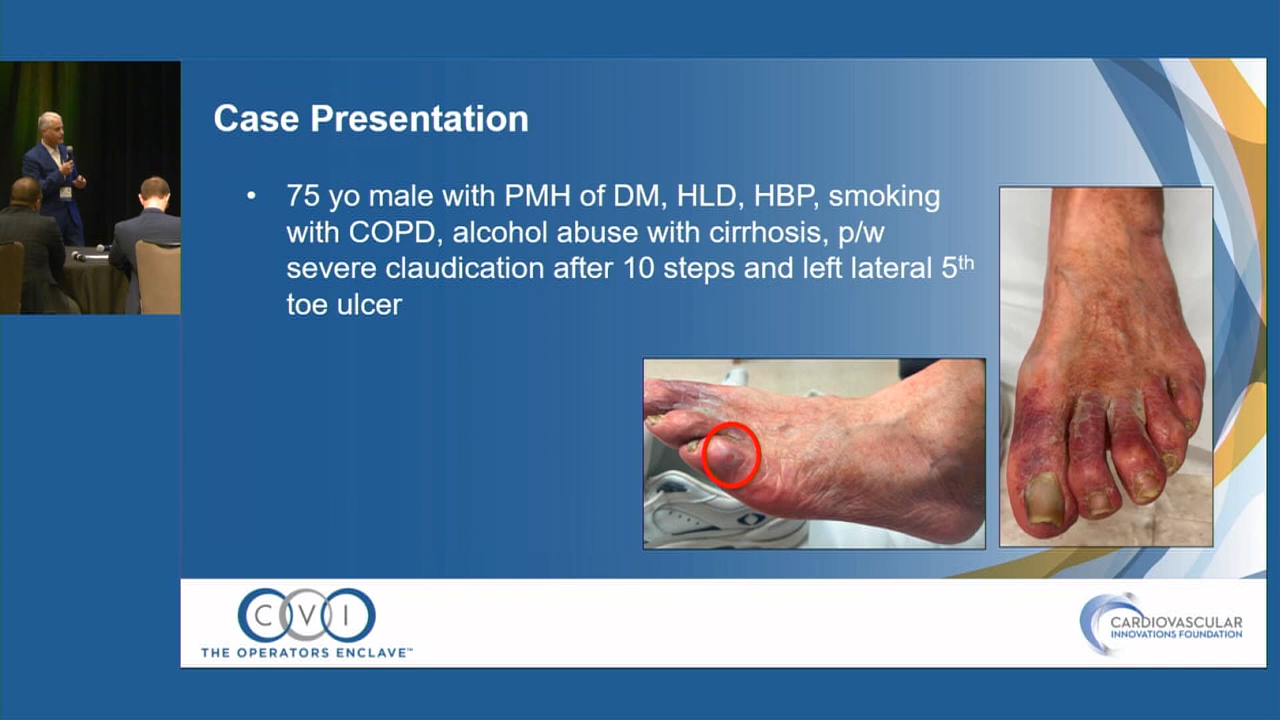 Case Presentation
• 75 yo male with PMH of DM, HLD, HBP, smoking
with COPD, alcohol abuse with cirrhosis, p/w
severe claudication after 10 steps and left lateral 5th
toe ulcer
CVI
THE OPERATORS ENCLAVE™
CARDIOVASCULAR
INNOVATIONS FOUNDATION